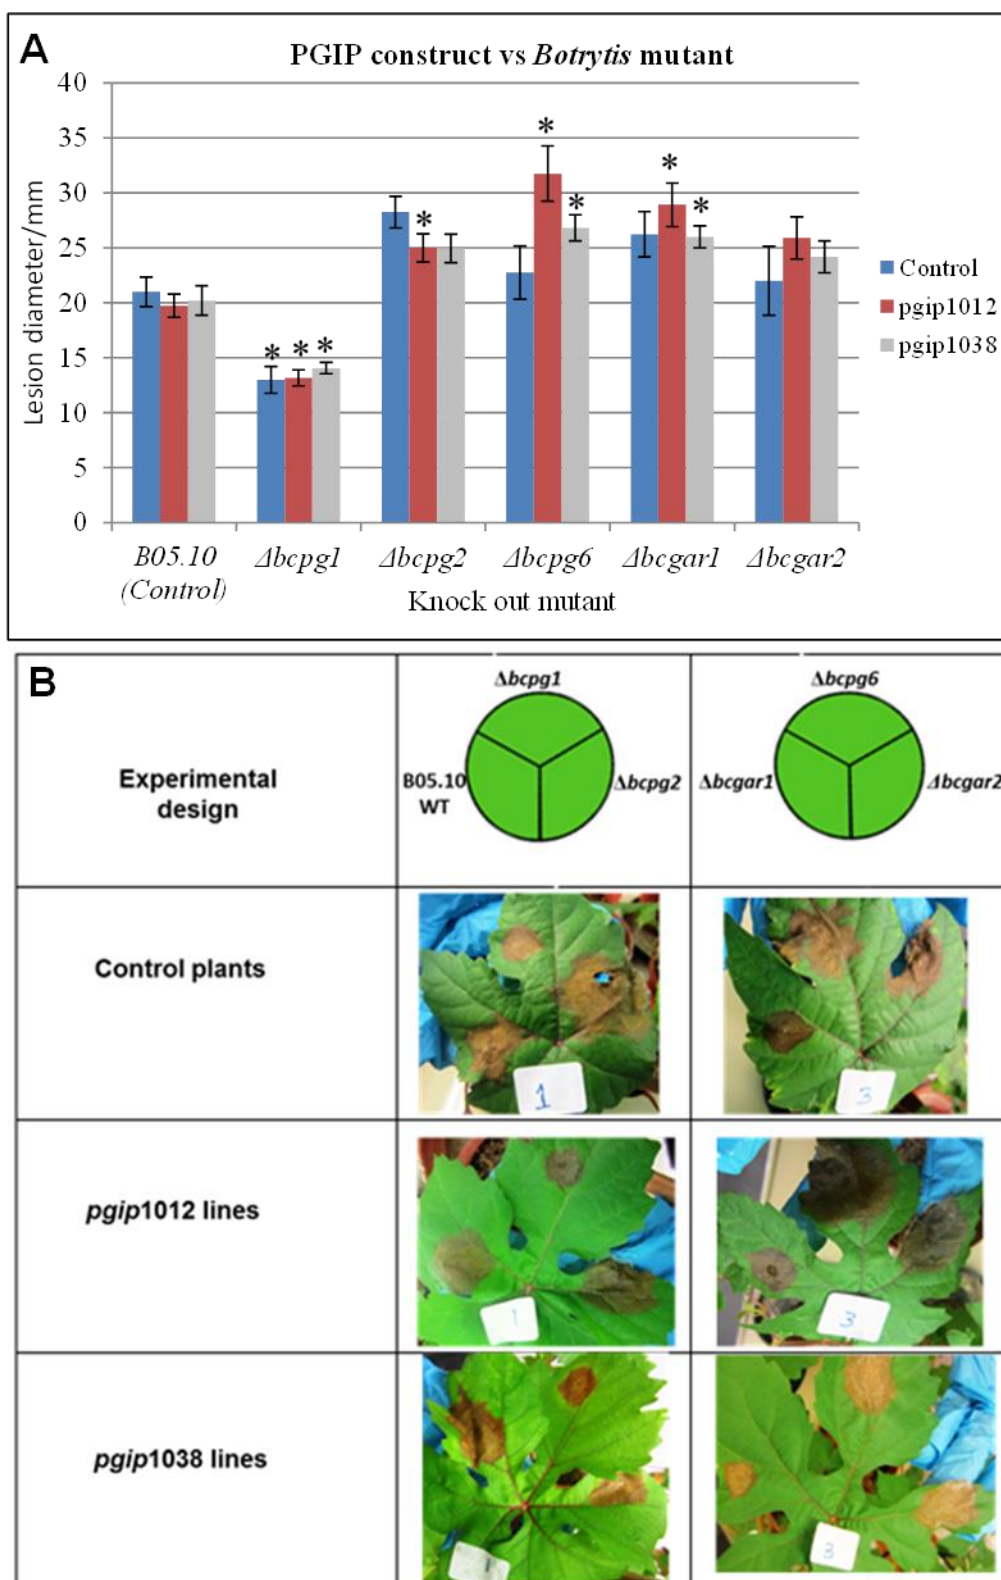 A
PGIP construct vs Botrytis mutant
40
35
30
25
20
15
10
5
0
Lesion diameter/mm
* * * * * * * *
Control
pgip1012
pgip1038
B05.10 (Control)
Δbcpg1
Δbcpg2
Δbcpg6
Δbcgar1
Δbcgar2
Knock out mutant
B
Experimental
design
Δbcpg1
B05.10
WT
Δbcpg2
Δbcpg6
Δbcgar1
Δbcgar2
Control plants
1
3
pgip1012 lines
1
3
pgip1038 lines
3